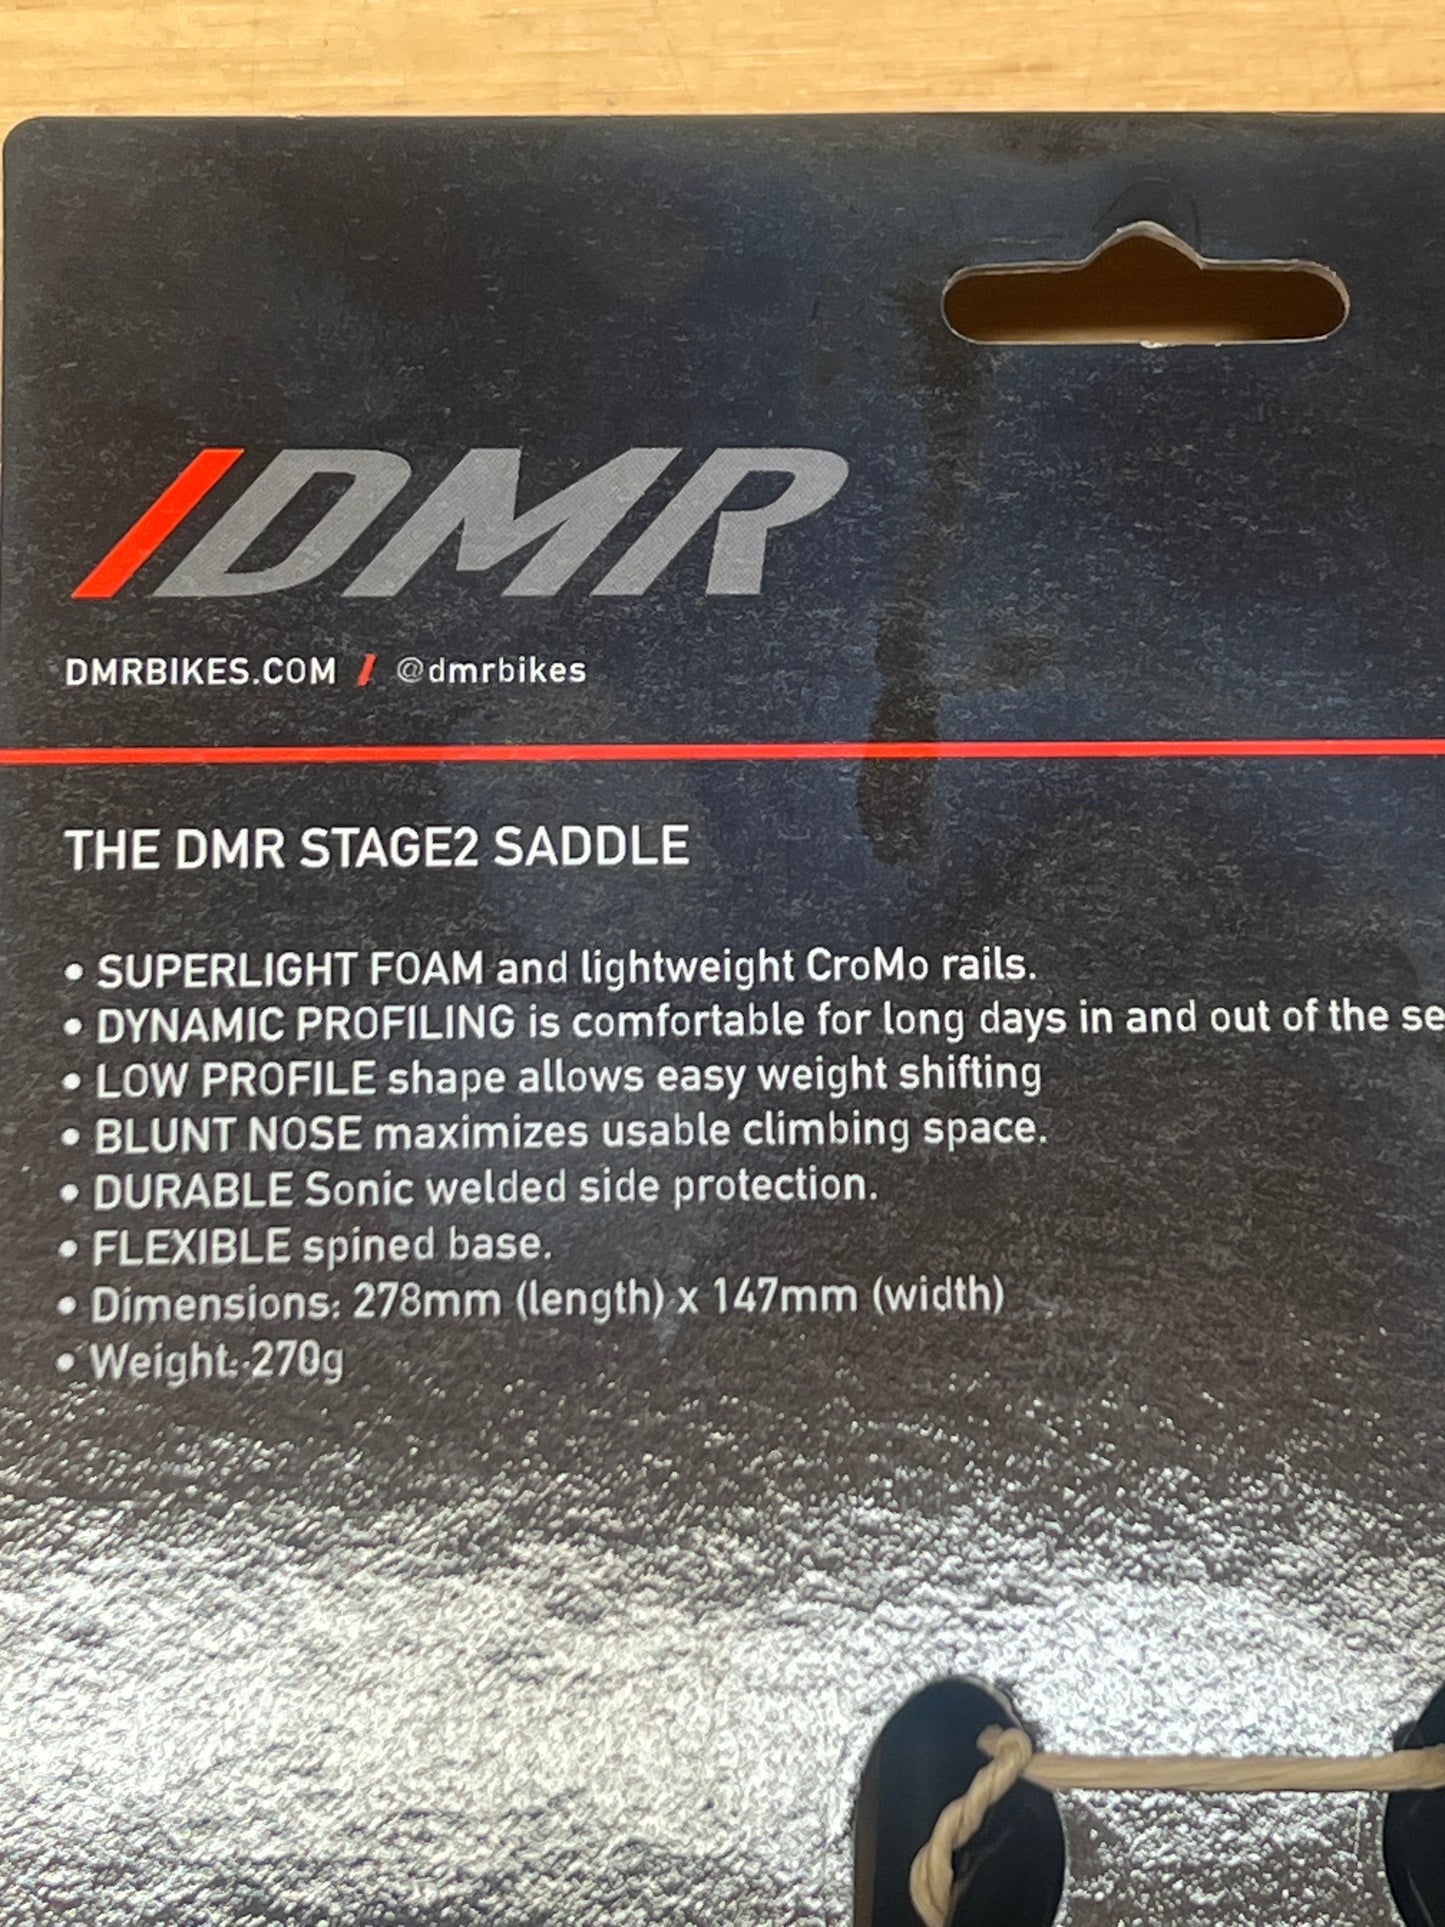 DMR
DMRBIKES.COM / @dmrbikes
THE DMR STAGE2 SADDLE
• SUPERLIGHT FOAM and lightweight CroMo rails.
• DYNAMIC PROFILING is comfortable for long days in and out of the se
• LOW PROFILE shape allows easy weight shifting
• BLUNT NOSE maximizes usable climbing space.
• DURABLE Sonic welded side protection.
• FLEXIBLE spined base.
• Dimensions: 278mm (length) x 147mm (width)
• Weight: 270g